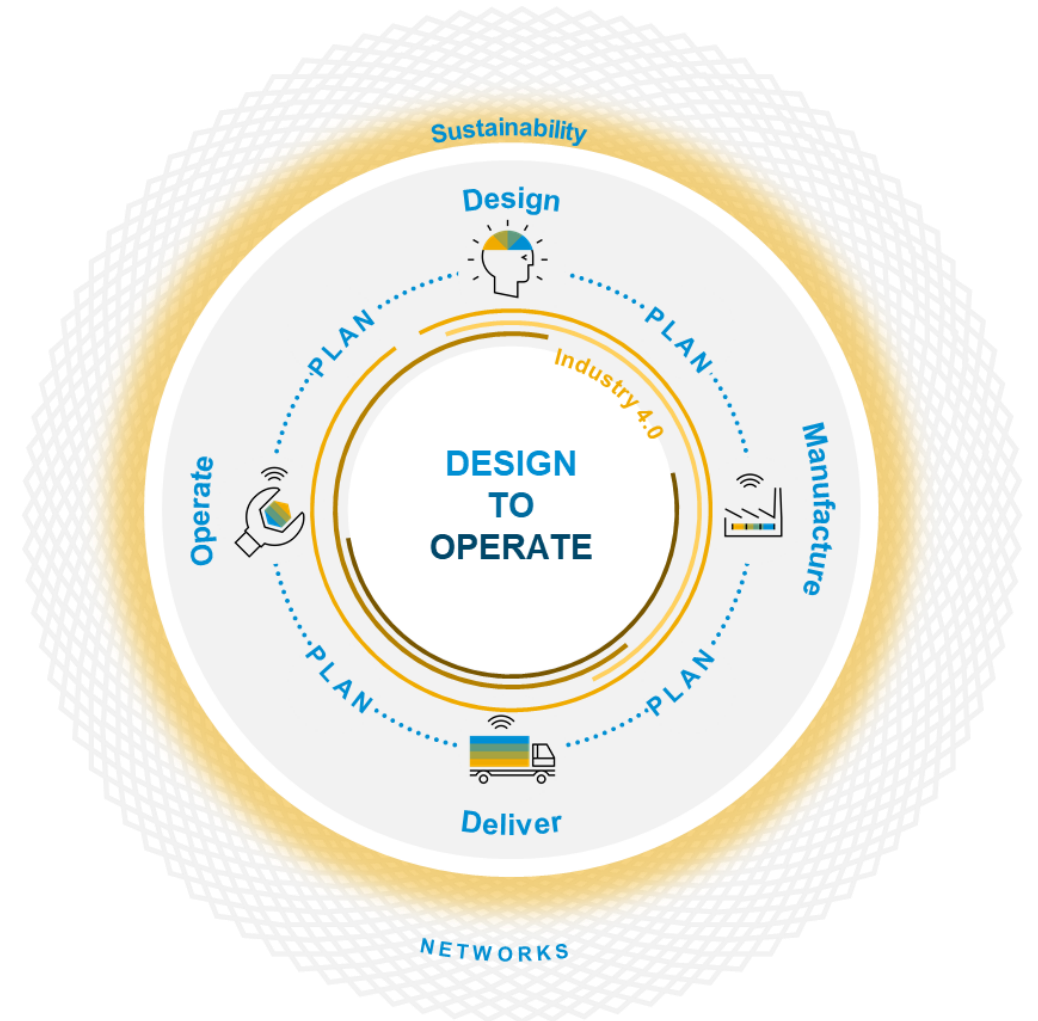 Sustainability
Design
PLAN
PLAN
Industry 4.0
DESIGN
TO
OPERATE
Operate
Manufacture
PLAN
PLAN
Deliver
NETWORKS